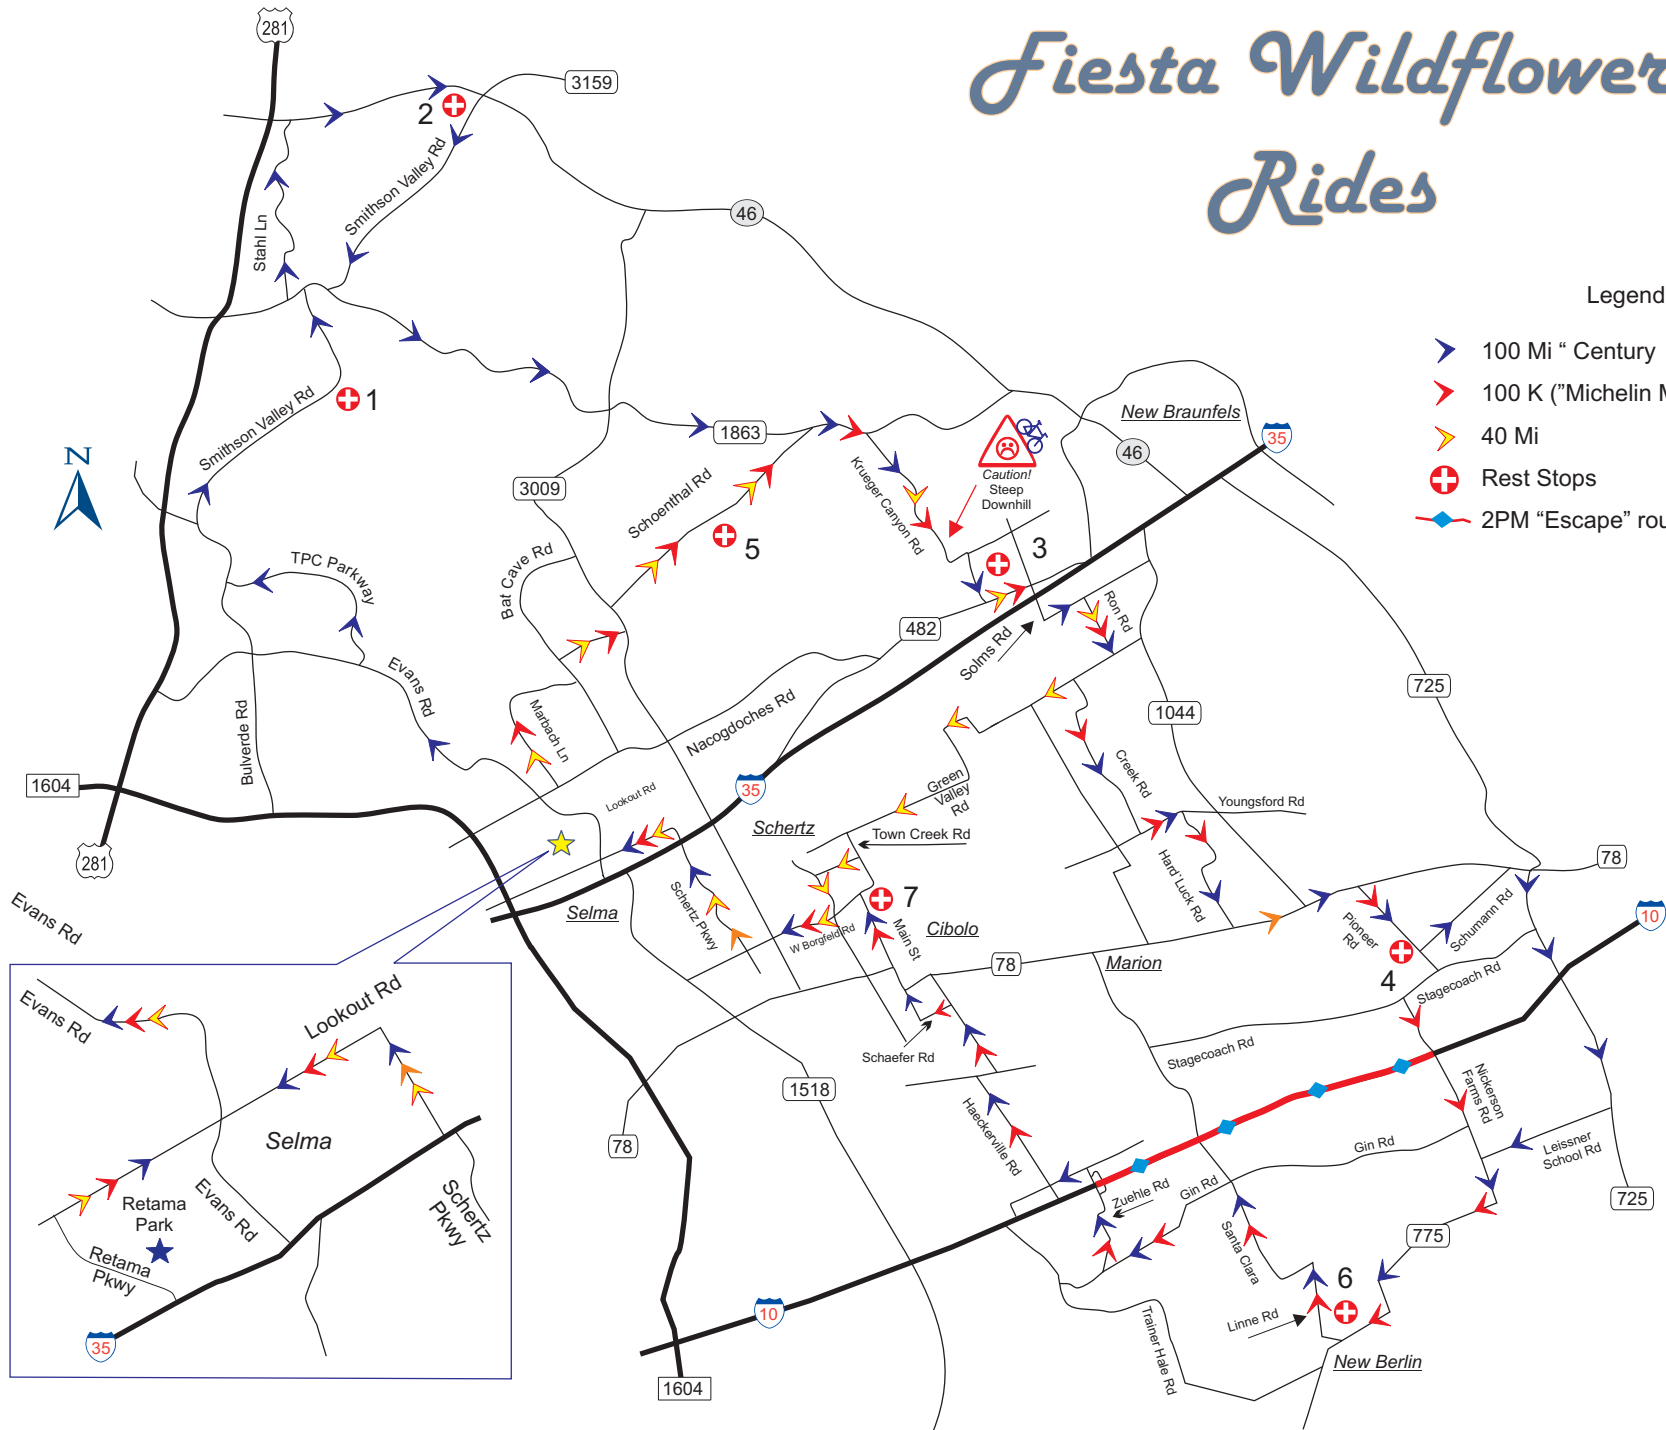 Fiesta Wildflower
Rides
281
3159
2
Smithson Valley Rd
46
Stahl Ln
Legend
100 Mi “ Century
100 K (”Michelin M
40 Mi
Rest Stops
2PM “Escape” rou
1
Smithson Valley Rd
N
1863
New Braunfels
35
46
Caution!
Steep
Downhill
Krueger Canyon Rd
3009
Schoenthal Rd
5
3
TPC Parkway
Bat Cave Rd
482
Ron Rd
Solms Rd
Evans Rd
725
1044
Bulverde Rd
Marbach Ln
Nacogdoches Rd
1604
Lookout Rd
35
Green
Valley
Rd
Creek Rd
Youngsford Rd
Schertz
Town Creek Rd
281
78
Hard Luck Rd
Evans Rd
Selma
Schertz Pkwy
7
W Borgfeld Rd
Main St
Cibolo
Pioneer
Rd
Schumann Rd
10
78
Marion
4
Stagecoach Rd
Evans Rd
Lookout Rd
Schaefer Rd
Stagecoach Rd
1518
Nickerson
Farms Rd
Haeckerville Rd
78
Selma
Gin Rd
Leissner
School Rd
Retama
Park
Evans Rd
Schertz
Pkwy
Zuehle Rd
Gin Rd
725
Santa Clara
775
Retama
Pkwy
6
10
Linne Rd
Trainer Hale Rd
35
New Berlin
1604